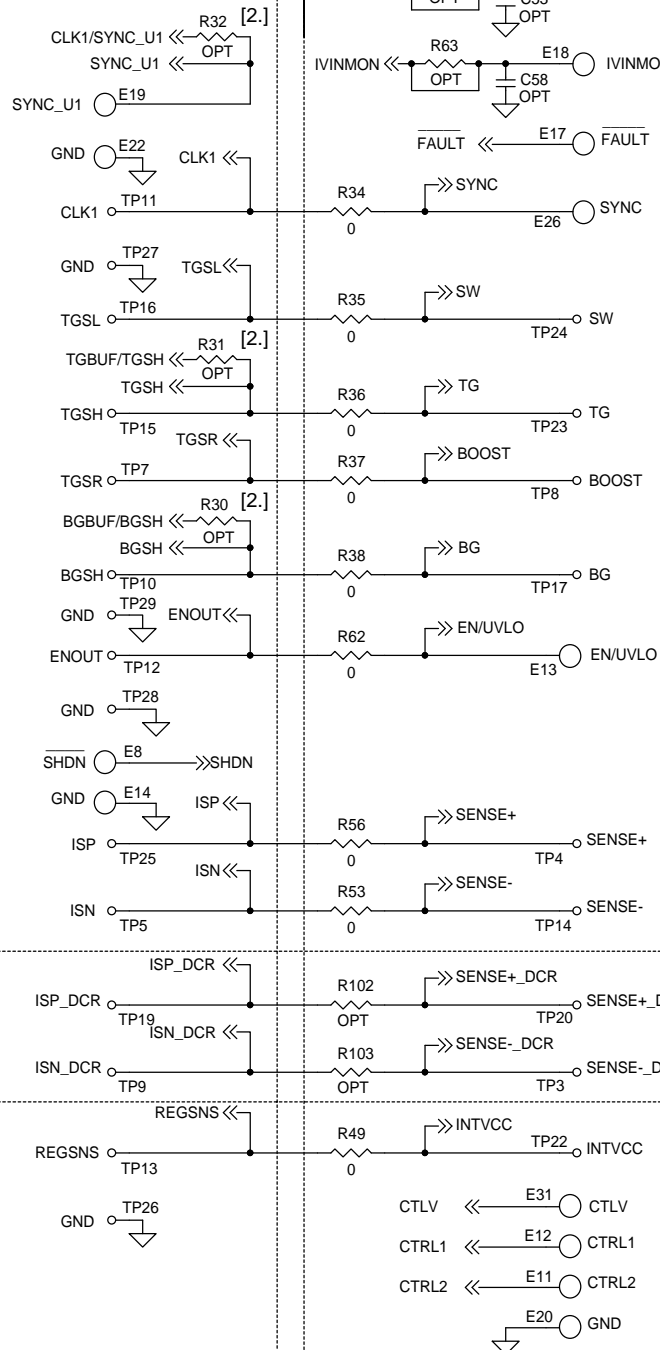 C53
OPT
R32 [2.]
CLK1/SYNC_U1
OPT
SYNC_U1
SYNC_U1 E19
R63
IVINMON
OPT
E18 IVINMO
C58
OPT
FAULT E17 FAULT
GND E22
CLK1
CLK1 TP11
R34
0
SYNC
E26 SYNC
GND TP27
TGSL
TGSL TP16
R35
0
SW
TP24 SW
R31 [2.]
TGBUF/TGSH
OPT
TGSH
TGSH TP15
R36
0
TG
TP23 TG
TGSR
TGSR TP7
R37
0
BOOST
TP8 BOOST
R30 [2.]
BGBUF/BGSH
OPT
BGSH
BGSH TP10
R38
0
BG
TP17 BG
GND TP29
ENOUT
ENOUT TP12
R62
0
EN/UVLO
E13 EN/UVLO
GND TP28
SHDN E8 SHDN
GND E14
ISP
ISP TP25
R56
0
SENSE+
TP4 SENSE+
ISN
ISN TP5
R53
0
SENSE-
TP14 SENSE-
ISP_DCR
ISP_DCR TP19
R102
OPT
SENSE+_DCR
TP20 SENSE+_D
ISN_DCR
ISN_DCR TP9
R103
OPT
SENSE-_DCR
TP3 SENSE-_D
REGSNS
REGSNS TP13
R49
0
INTVCC
TP22 INTVCC
GND TP26
CTLV E31 CTLV
CTRL1 E12 CTRL1
CTRL2 E11 CTRL2
E20 GND